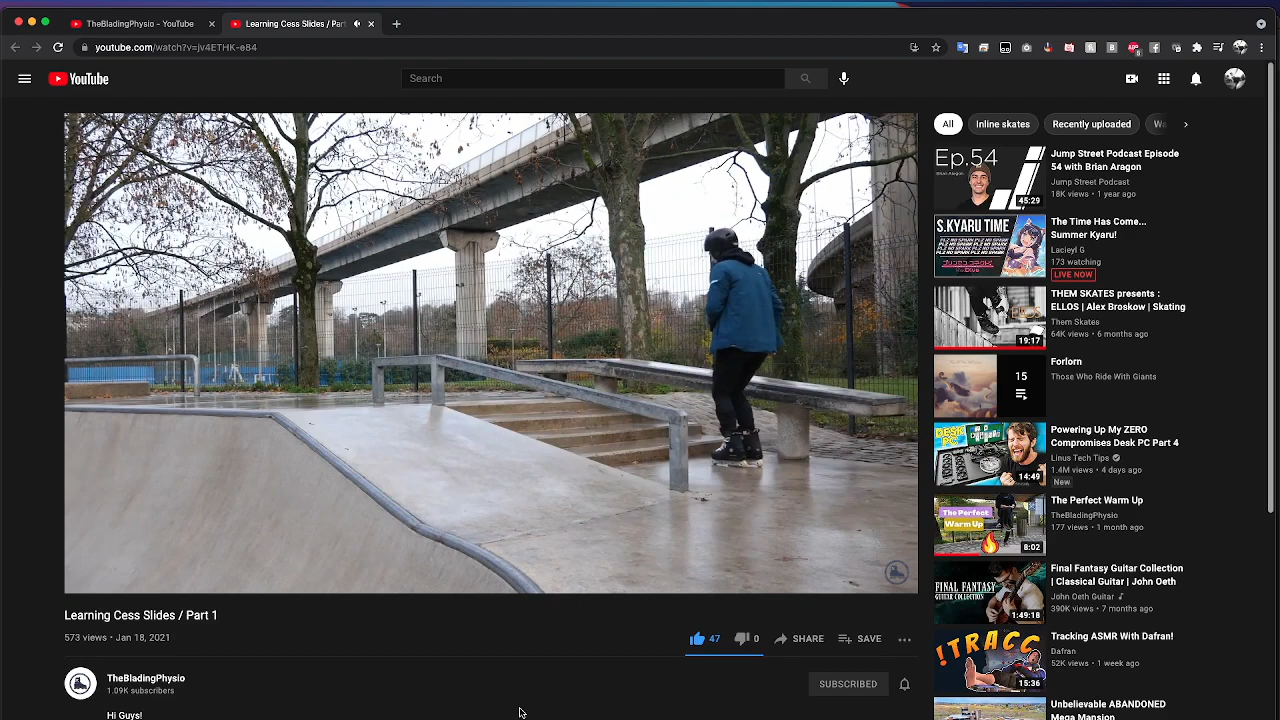 TheBladingPhysio - YouTube
Learning Cess Slides / Part
youtube.com/watch?v=jv4ETHK-e84
YouTube
Search
Learning Cess Slides / Part 1
573 views • Jan 18, 2021
47
0
SHARE
SAVE
TheBladingPhysio
1.09K subscribers
SUBSCRIBED
Hi Guys!
All
Inline skates
Recently uploaded
Ep.54
Brian Aragon
45:29
Jump Street Podcast Episode
54 with Brian Aragon
Jump Street Podcast
18K views • 1 year ago
S.KYARU TIME
The Time Has Come...
Summer Kyaru!
Lacieyl G
173 watching
LIVE NOW
19:17
THEM SKATES presents :
ELLOS | Alex Broskow | Skating
Them Skates
64K views • 6 months ago
15
Forlorn
Those Who Ride With Giants
DESK
PC
14:49
Powering Up My ZERO
Compromises Desk PC Part 4
Linus Tech Tips
1.4M views • 4 days ago
New
The Perfect
Warm Up
8:02
The Perfect Warm Up
TheBladingPhysio
177 views • 1 month ago
FINAL FANTASY
GUITAR COLLECTION
1:49:18
Final Fantasy Guitar Collection
| Classical Guitar | John Oeth
John Oeth Guitar
390K views • 7 months ago
!TRACC
15:36
Tracking ASMR With Dafran!
Dafran
52K views • 1 week ago
Unbelievable ABANDONED
Mega Mansion